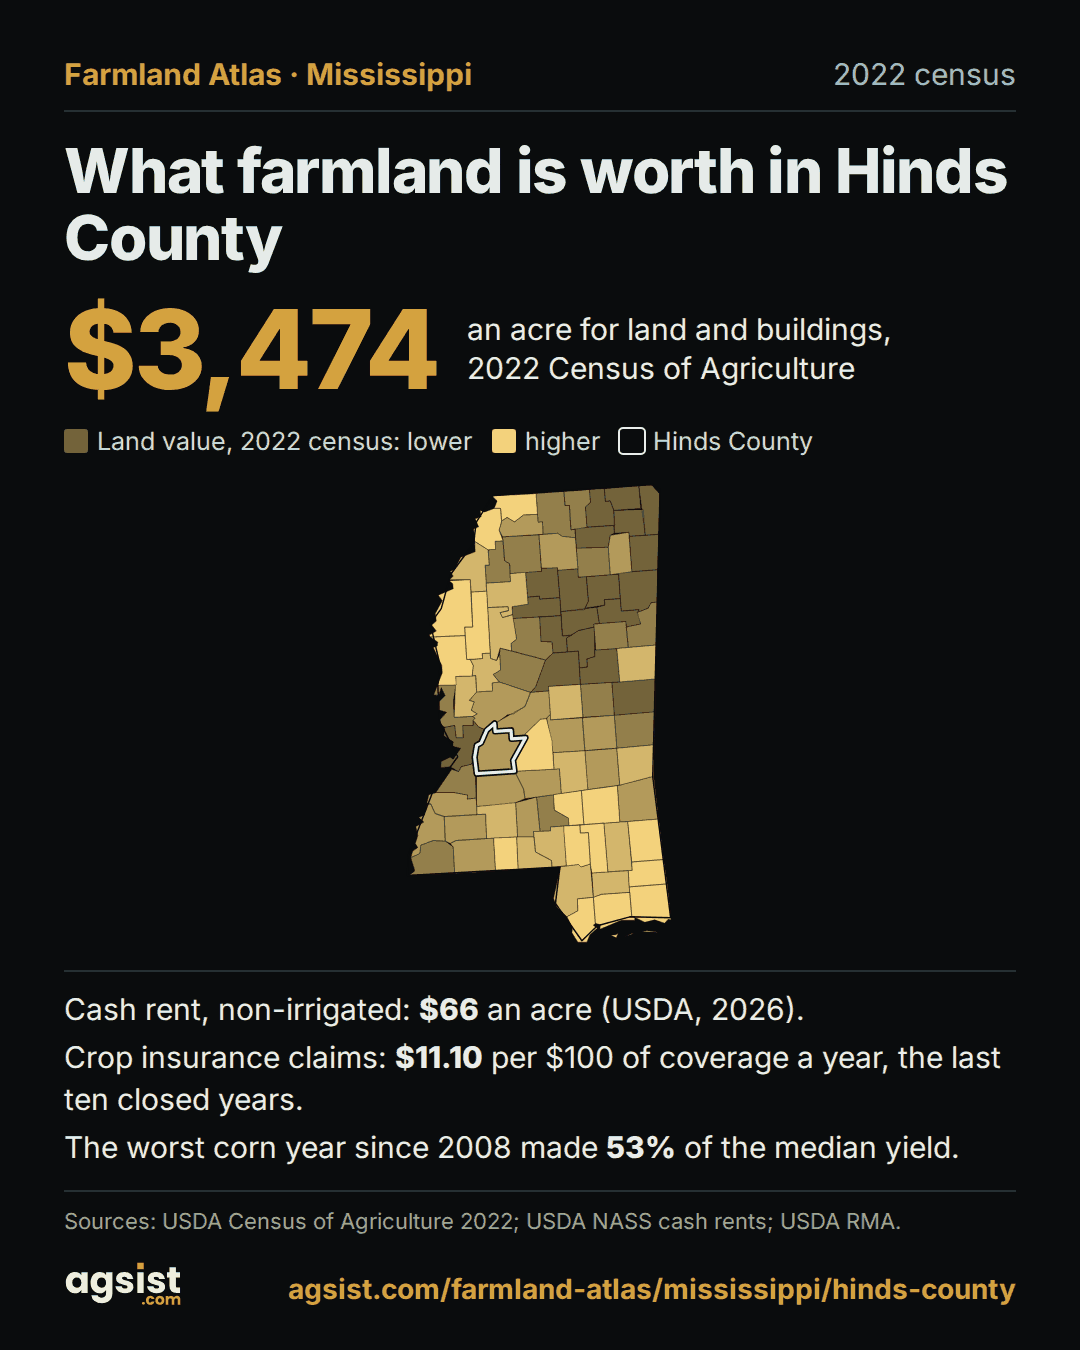 Farmland Atlas · Mississippi
2022 census
What farmland is worth in Hinds
County
$3,474
an acre for land and buildings,
2022 Census of Agriculture
Land value, 2022 census: lower
higher
Hinds County
Cash rent, non-irrigated: $66 an acre (USDA, 2026).
Crop insurance claims: $11.10 per $100 of coverage a year, the last
ten closed years.
The worst corn year since 2008 made 53% of the median yield.
Sources: USDA Census of Agriculture 2022; USDA NASS cash rents; USDA RMA.
agsist
.com
agsist.com/farmland-atlas/mississippi/hinds-county